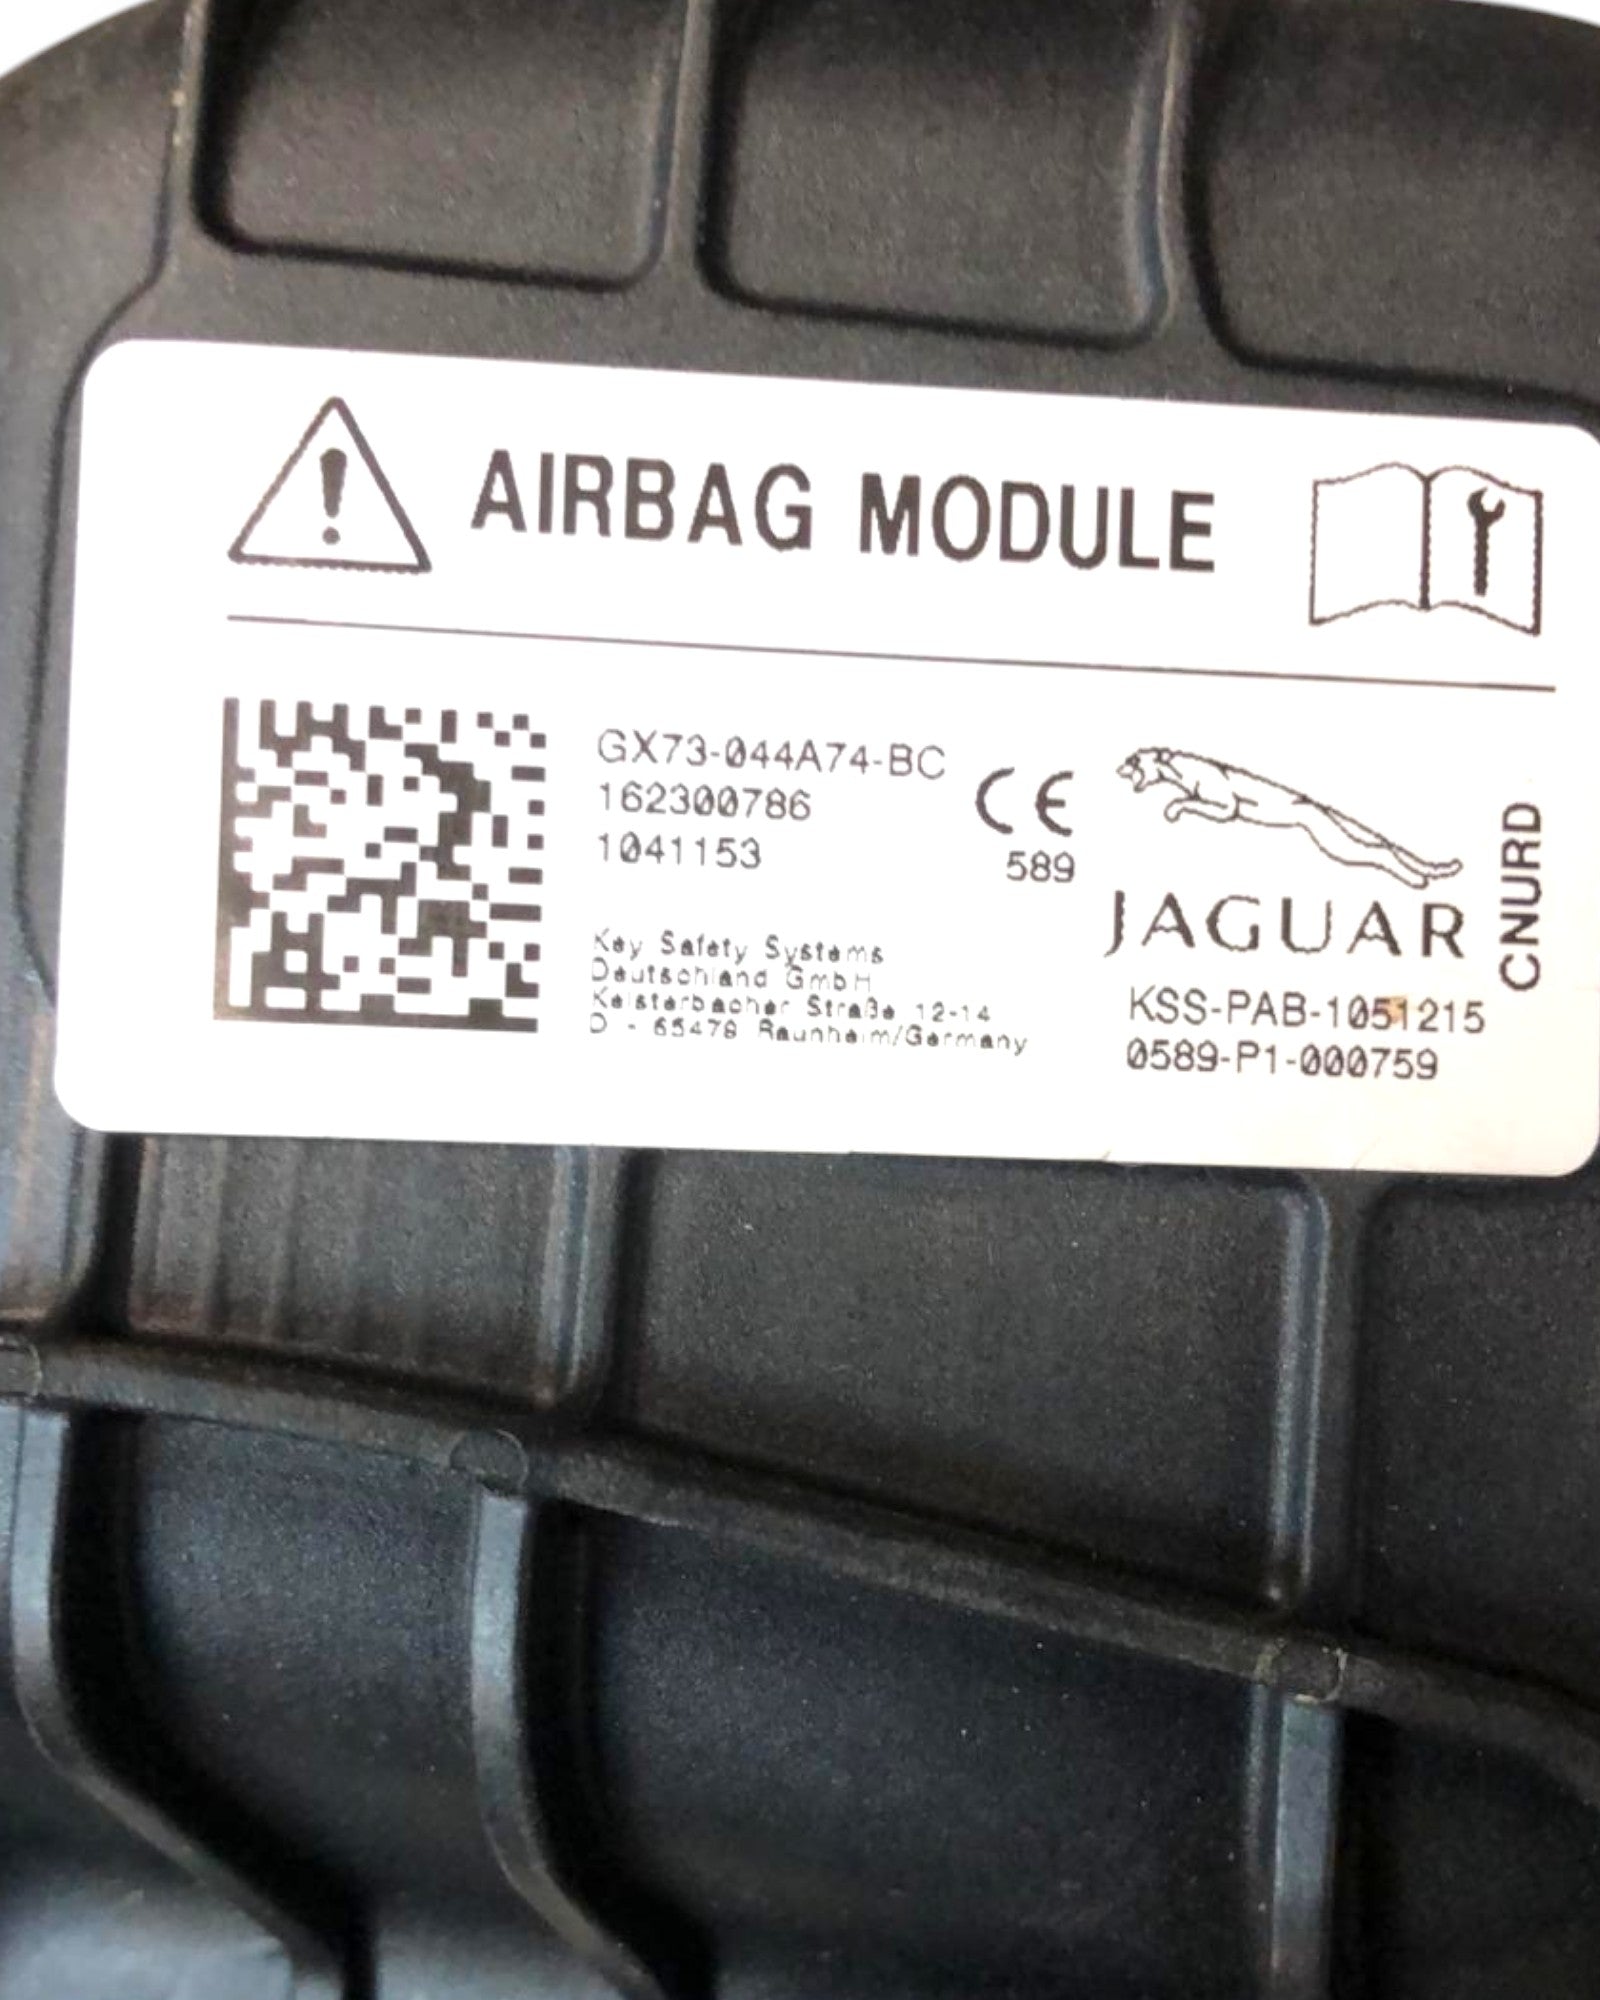 AIRBAG MODULE
GX73-044A74-BC
162300786
1041153
CE
589
JAGUAR
CNURD
Key Safety Systems
Deutschland GmbH
Kelsterbacher Straße 12-14
D - 65479 Raunheim/Germany
KSS-PAB-1051215
0589-P1-000759